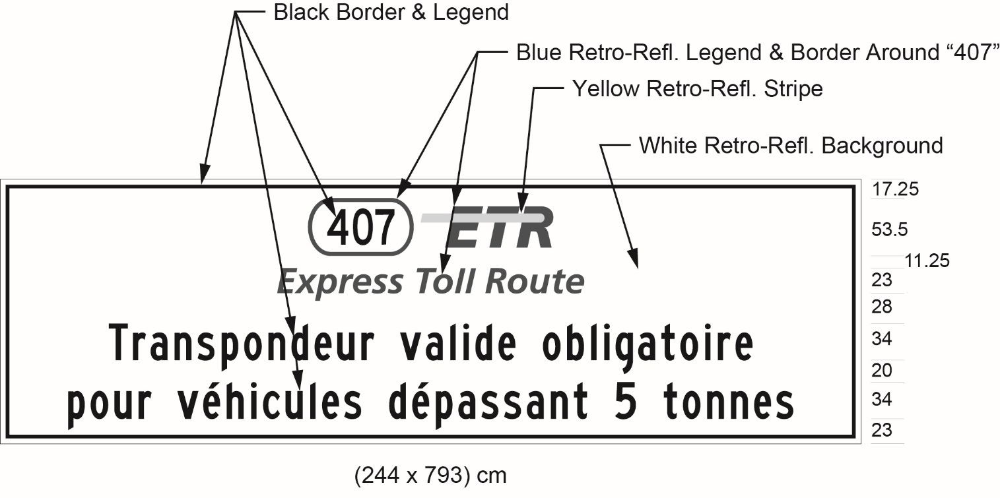 Black Border & Legend
Blue Retro-Refl. Legend & Border Around “407”
Yellow Retro-Refl. Stripe
White Retro-Refl. Background
407 ETR
Express Toll Route
Transpondeur valide obligatoire
pour véhicules dépassant 5 tonnes
17.25
53.5
11.25
23
28
34
20
34
23
(244 x 793) cm